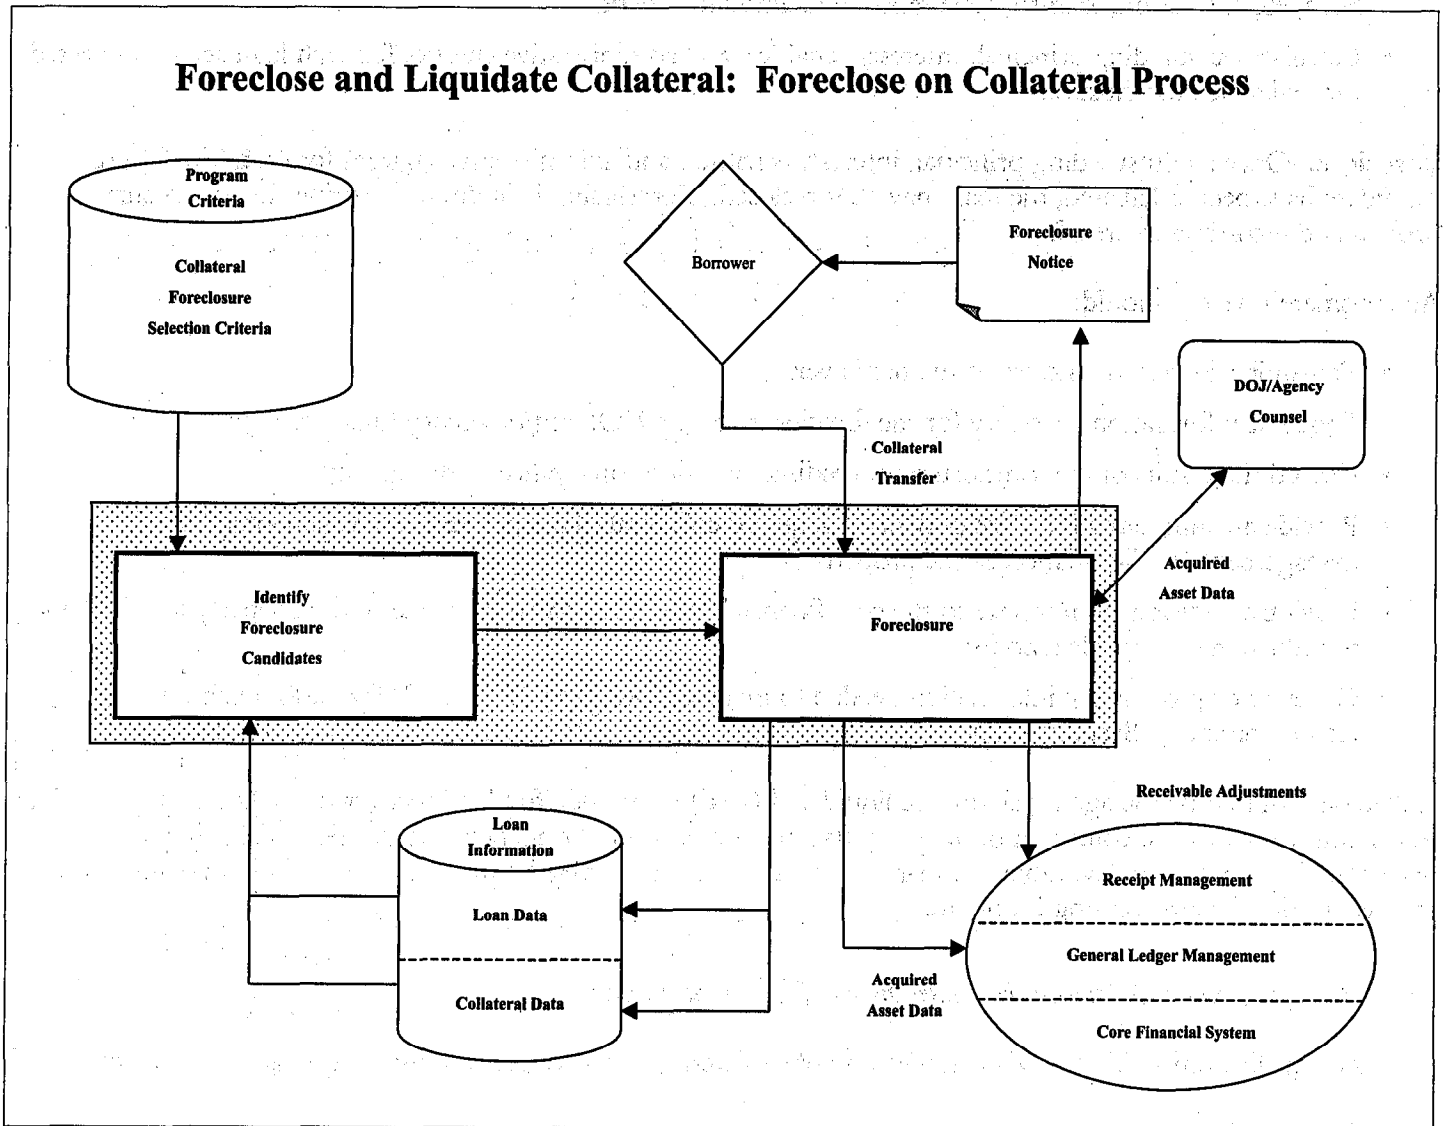 Foreclose and Liquidate Collateral: Foreclose on Collateral Process
Program
Criteria
Collateral
Foreclosure
Selection Criteria
Borrower
Foreclosure
Notice
DOJ/Agency
Counsel
Collateral
Transfer
Acquired
Asset Data
Identify
Foreclosure
Candidates
Foreclosure
Receivable Adjustments
Loan
Information
Loan Data
Collateral Data
Receipt Management
General Ledger Management
Core Financial System
Acquired
Asset Data